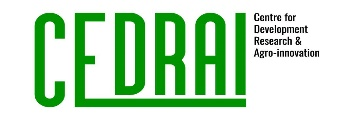 CEDRAI
Centre for
Development
Research &
Agro-innovation